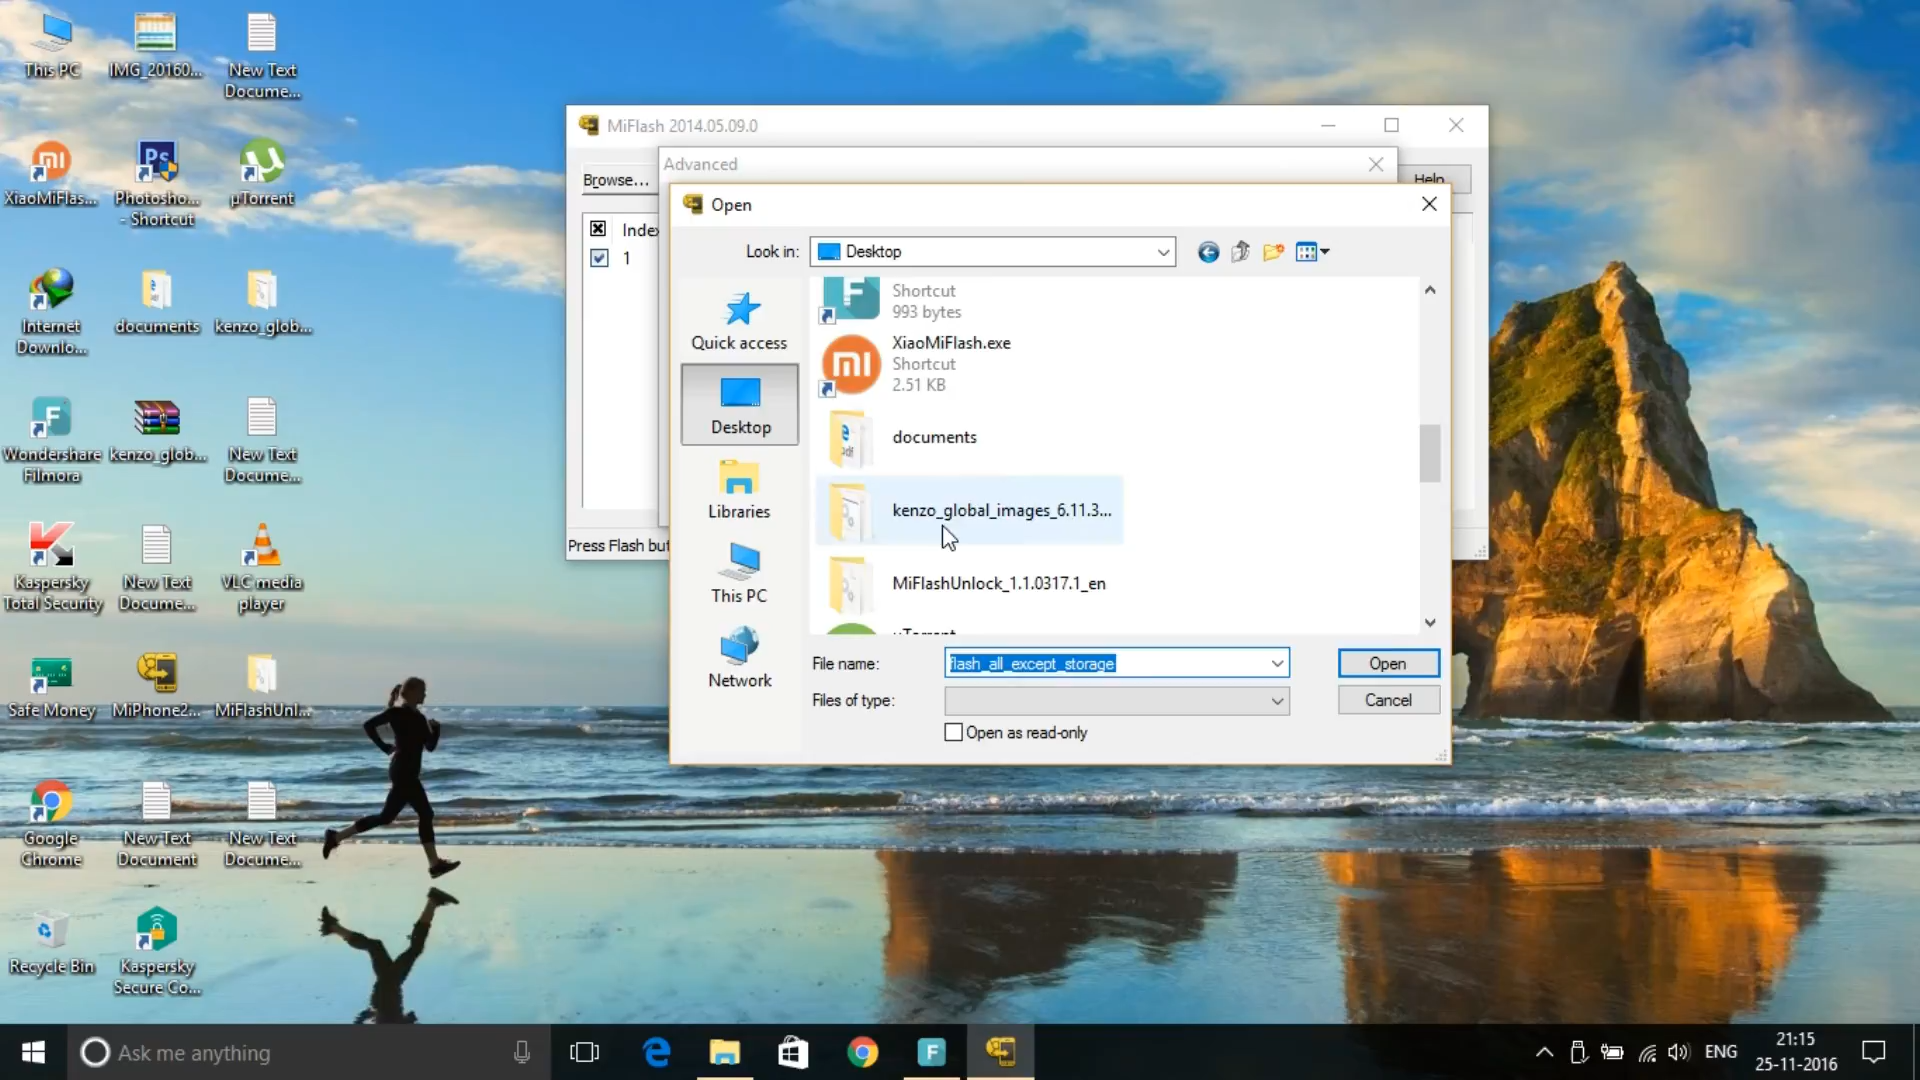 This PC
IMG_20160...
New Text
Docume...
XiaoMiFlas...
Photosho...
- Shortcut
µTorrent
Internet
Downlo...
documents
kenzo_glob...
Wondershare
Filmora
kenzo_glob...
New Text
Docume...
Kaspersky
Total Security
New Text
Docume...
VLC media
player
Safe Money
MiPhone2...
MiFlashUnl...
Google
Chrome
New Text
Document
New Text
Docume...
Recycle Bin
Kaspersky
Secure Co...
MiFlash 2014.05.09.0
Browse...
Advanced
Help
Index
1
Press Flash but
Open
Look in:
Desktop
Quick access
Desktop
Libraries
This PC
Network
Shortcut
993 bytes
XiaoMiFlash.exe
Shortcut
2.51 KB
documents
kenzo_global_images_6.11.3...
MiFlashUnlock_1.1.0317.1_en
File name:
flash_all_except_storage
Open
Files of type:
Cancel
Open as read-only
Ask me anything
ENG
21:15
25-11-2016